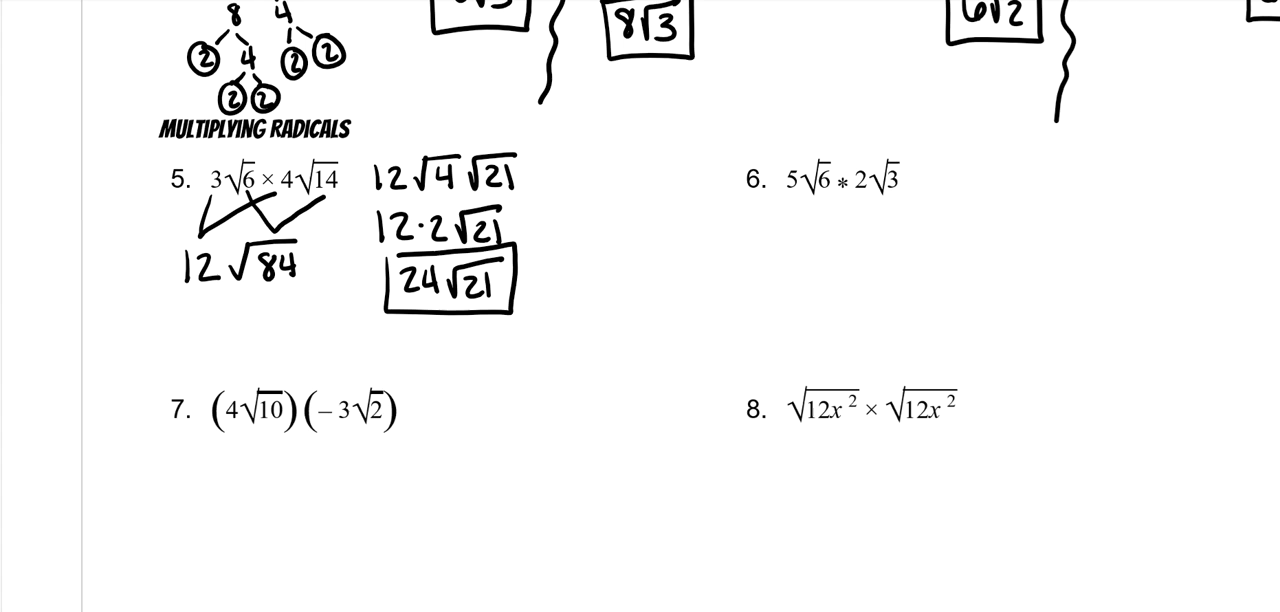 8 4
8√3
6√2
2 4 2 2
2 2
MULTIPLYING RADICALS
5. 3√6 × 4√14 12√4 √21
12·2√21
12√84 24√21
6. 5√6 * 2√3
7. (4√10)(–3√2)
8. √12x² × √12x²